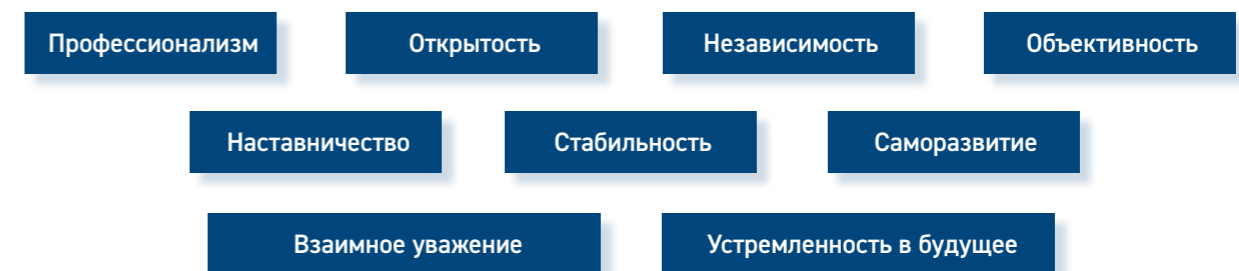 Профессионализм
Открытость
Независимость
Объективность
Наставничество
Стабильность
Саморазвитие
Взаимное уважение
Устремленность в будущее